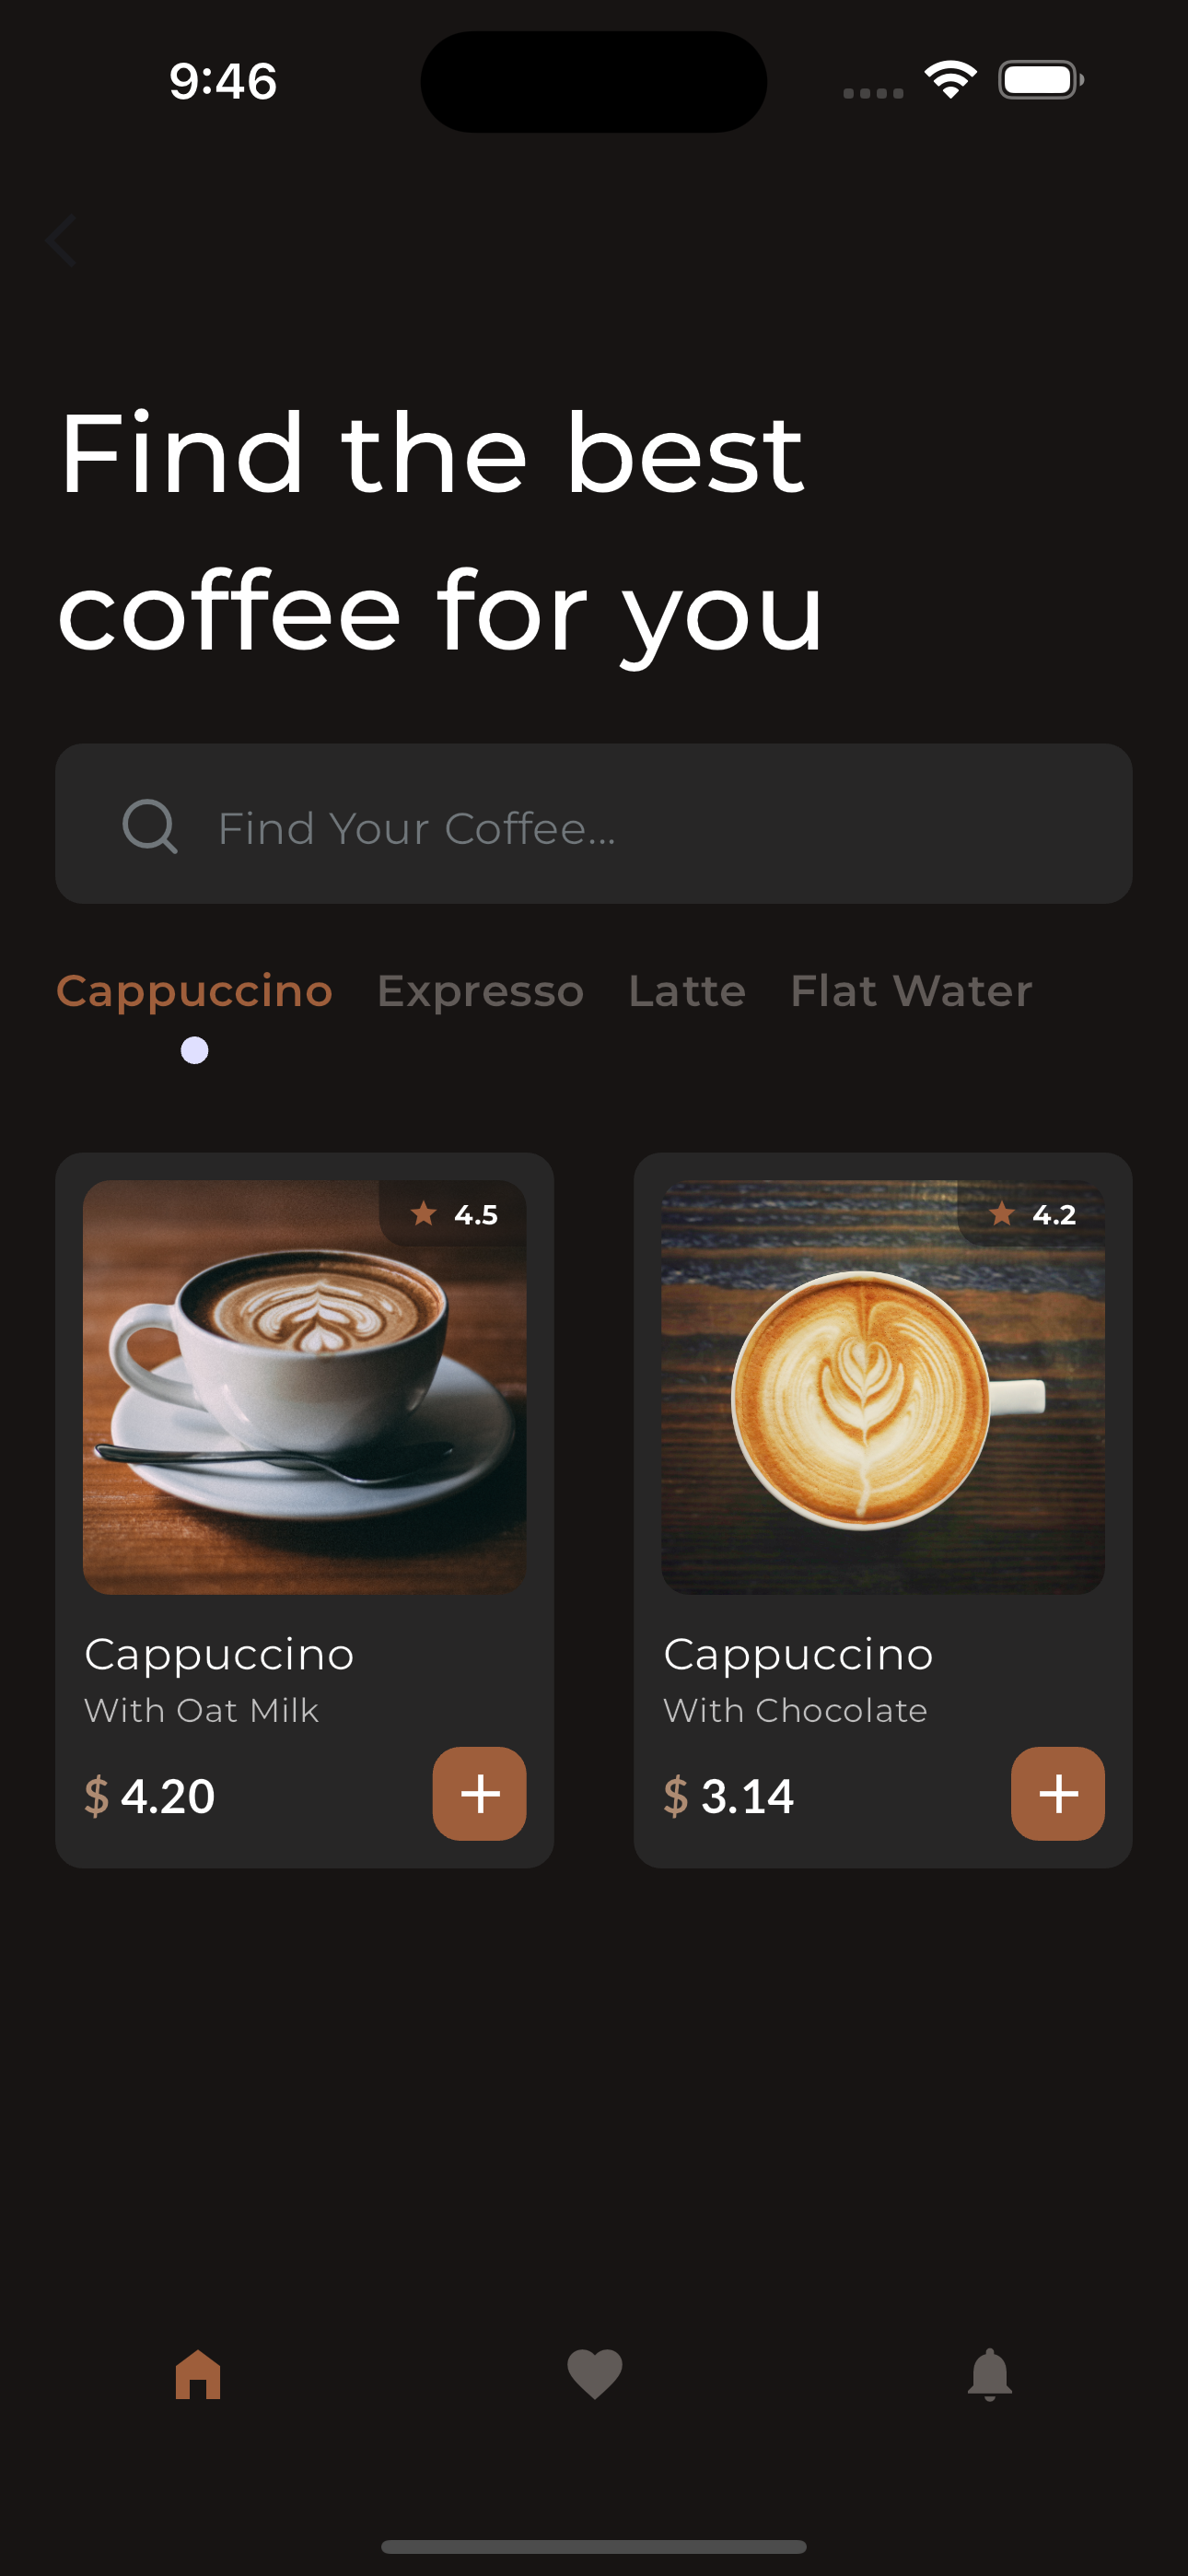 9:46
Find the best
coffee for you
Find Your Coffee...
Cappuccino Expresso Latte Flat Water
4.5
4.2
Cappuccino
With Oat Milk
$ 4.20
Cappuccino
With Chocolate
$ 3.14